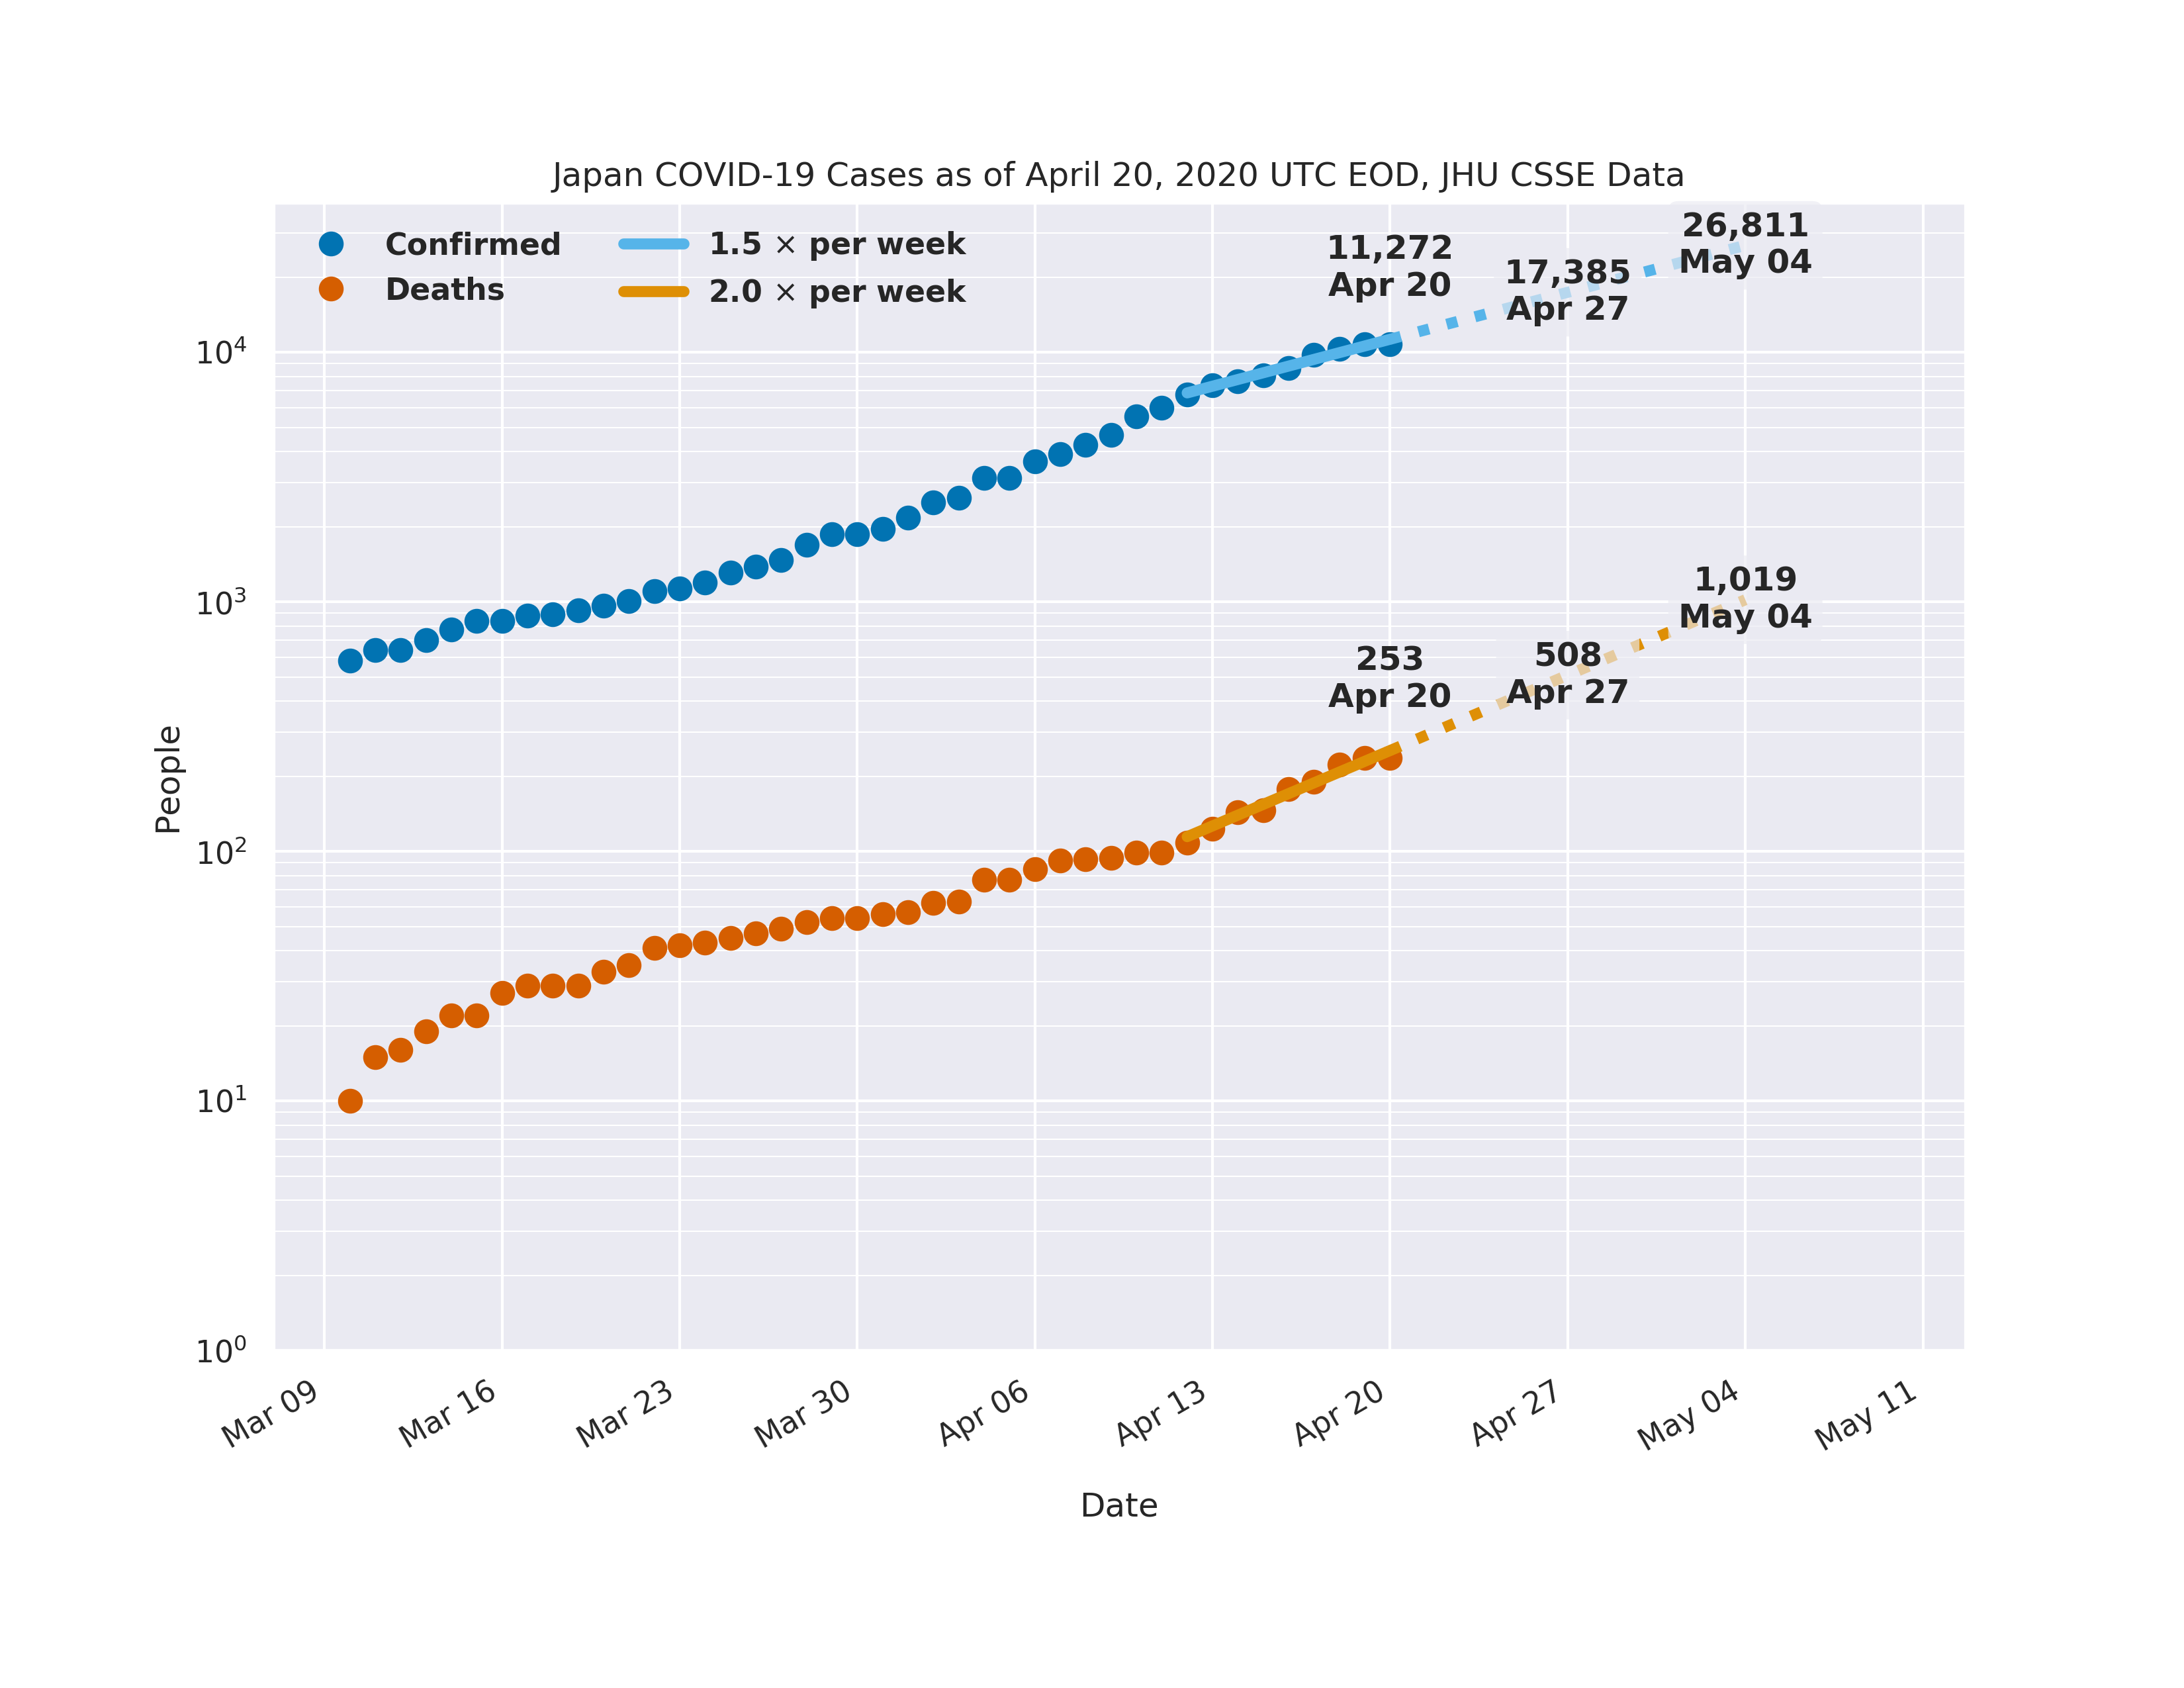 Japan COVID-19 Cases as of April 20, 2020 UTC EOD, JHU CSSE Data
Confirmed
Deaths
1.5 × per week
2.0 × per week
11,272
Apr 20
17,385
Apr 27
26,811
May 04
253
Apr 20
508
Apr 27
1,019
May 04
People
10⁴
10³
10²
10¹
10⁰
Mar 09
Mar 16
Mar 23
Mar 30
Apr 06
Apr 13
Apr 20
Apr 27
May 04
May 11
Date